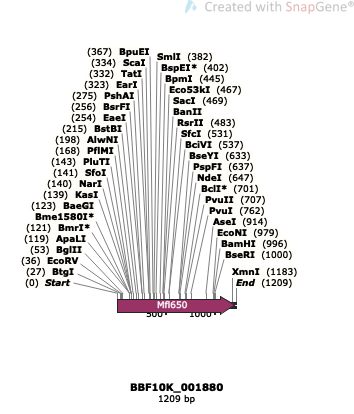 Created with SnapGene®
(367) BpuEI
(334) ScaI
(332) TatI
(323) EarI
(275) PshAI
(256) BsrFI
(254) EaeI
(215) BstBI
(198) AlwNI
(168) PflMI
(143) PluTI
(141) SfoI
(140) NarI
(139) KasI
(123) BaeGI
Bme1580I*
(121) BmrI*
(119) ApaLI
(53) BglII
(36) EcoRV
(27) BtgI
(0) Start
SmlI (382)
BspEI* (402)
BpmI (445)
Eco53kI (467)
SacI (469)
BanII
RsrII (483)
SfcI (531)
BciVI (537)
BseYI (633)
PspFI (637)
NdeI (647)
BclI* (701)
PvuII (707)
PvuI (762)
AseI (914)
EcoNI (979)
BamHI (996)
BseRI (1000)
XmnI (1183)
End (1209)
Mfl650
500
1000
BBF10K_001880
1209 bp